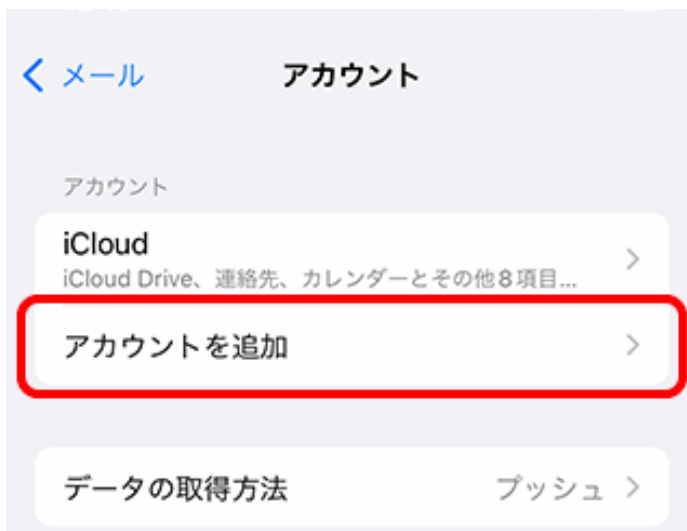 メール
アカウント
アカウント
iCloud
iCloud Drive、連絡先、カレンダーとその他8項目...
アカウントを追加
データの取得方法 プッシュ